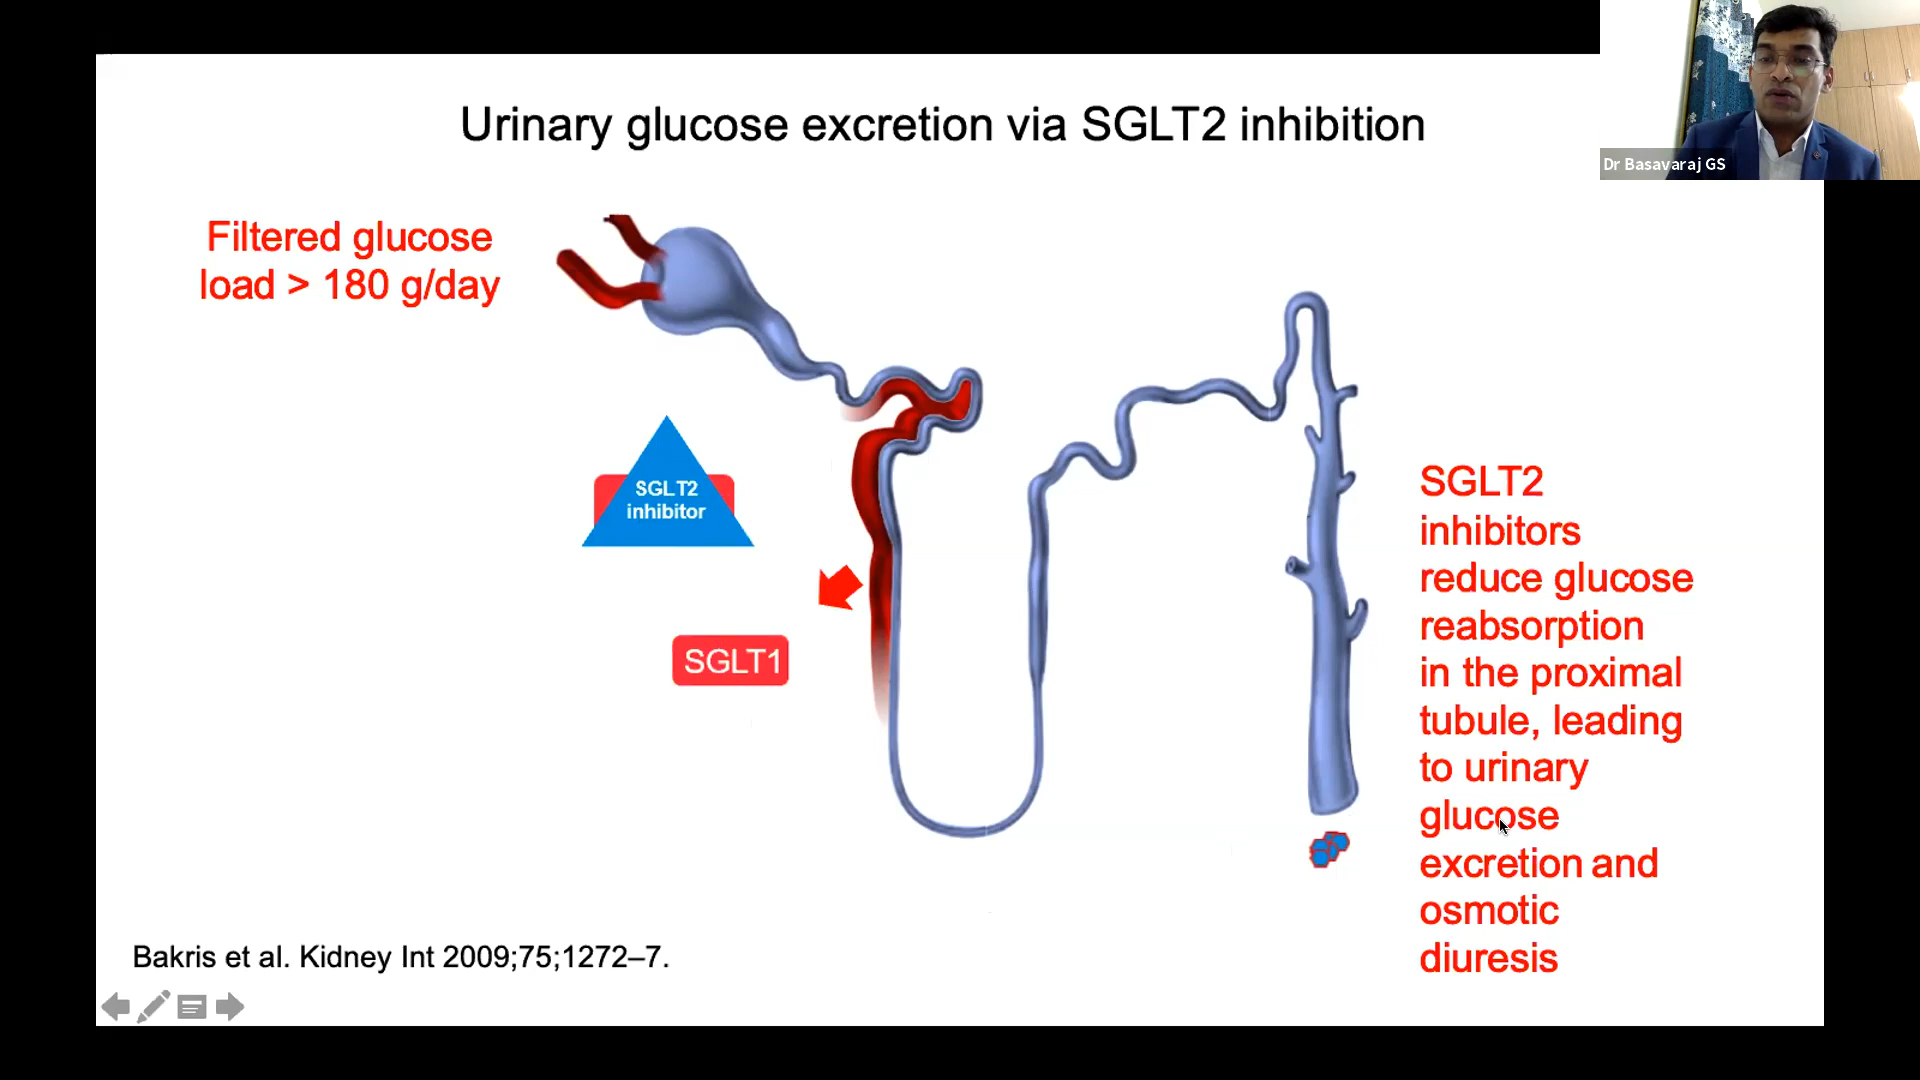 Urinary glucose excretion via SGLT2 inhibition
Dr Basavaraj GS
Filtered glucose
load > 180 g/day
SGLT2
inhibitor
SGLT1
SGLT2
inhibitors
reduce glucose
reabsorption
in the proximal
tubule, leading
to urinary
glucose
excretion and
osmotic
diuresis
Bakris et al. Kidney Int 2009;75;1272–7.